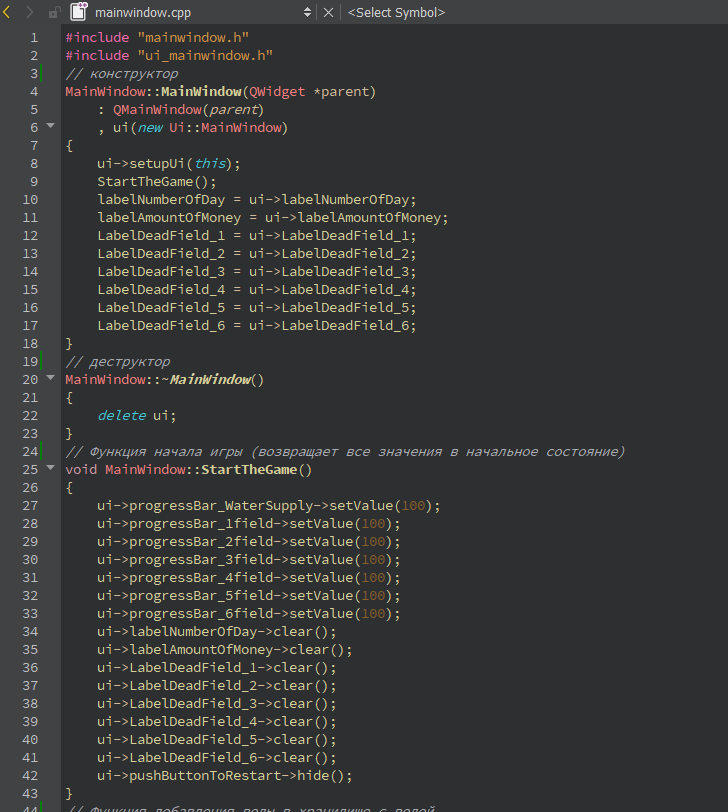 mainwindow.cpp <Select Symbol>
1 #include "mainwindow.h"
2 #include "ui_mainwindow.h"
3 // конструктор
4 MainWindow::MainWindow(QWidget *parent)
5     : QMainWindow(parent)
6     , ui(new Ui::MainWindow)
7 {
8     ui->setupUi(this);
9     StartTheGame();
10     labelNumberOfDay = ui->labelNumberOfDay;
11     labelAmountOfMoney = ui->labelAmountOfMoney;
12     LabelDeadField_1 = ui->LabelDeadField_1;
13     LabelDeadField_2 = ui->LabelDeadField_2;
14     LabelDeadField_3 = ui->LabelDeadField_3;
15     LabelDeadField_4 = ui->LabelDeadField_4;
16     LabelDeadField_5 = ui->LabelDeadField_5;
17     LabelDeadField_6 = ui->LabelDeadField_6;
18 }
19 // деструктор
20 MainWindow::~MainWindow()
21 {
22     delete ui;
23 }
24 // Функция начала игры (возвращает все значения в начальное состояние)
25 void MainWindow::StartTheGame()
26 {
27     ui->progressBar_WaterSupply->setValue(100);
28     ui->progressBar_1field->setValue(100);
29     ui->progressBar_2field->setValue(100);
30     ui->progressBar_3field->setValue(100);
31     ui->progressBar_4field->setValue(100);
32     ui->progressBar_5field->setValue(100);
33     ui->progressBar_6field->setValue(100);
34     ui->labelNumberOfDay->clear();
35     ui->labelAmountOfMoney->clear();
36     ui->LabelDeadField_1->clear();
37     ui->LabelDeadField_2->clear();
38     ui->LabelDeadField_3->clear();
39     ui->LabelDeadField_4->clear();
40     ui->LabelDeadField_5->clear();
41     ui->LabelDeadField_6->clear();
42     ui->pushButtonToRestart->hide();
43 }
44 // Функция добавления воды в хранилище с водой